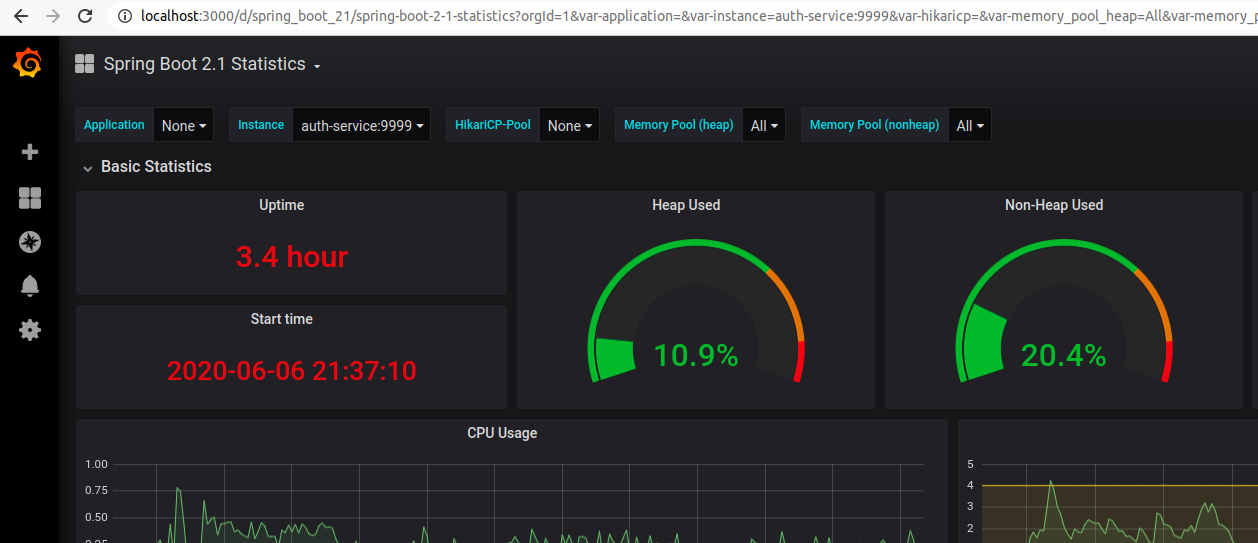 localhost:3000/d/spring_boot_21/spring-boot-2-1-statistics?orgId=1&var-application=&var-instance=auth-service:9999&var-hikaricp=&var-memory_pool_heap=All&var-memory_p
Spring Boot 2.1 Statistics
Application None Instance auth-service:9999 HikariCP-Pool None Memory Pool (heap) All Memory Pool (nonheap) All
Basic Statistics
Uptime
3.4 hour
Start time
2020-06-06 21:37:10
Heap Used
10.9%
Non-Heap Used
20.4%
CPU Usage
1.00
0.75
0.50
0.25
5
4
3
2